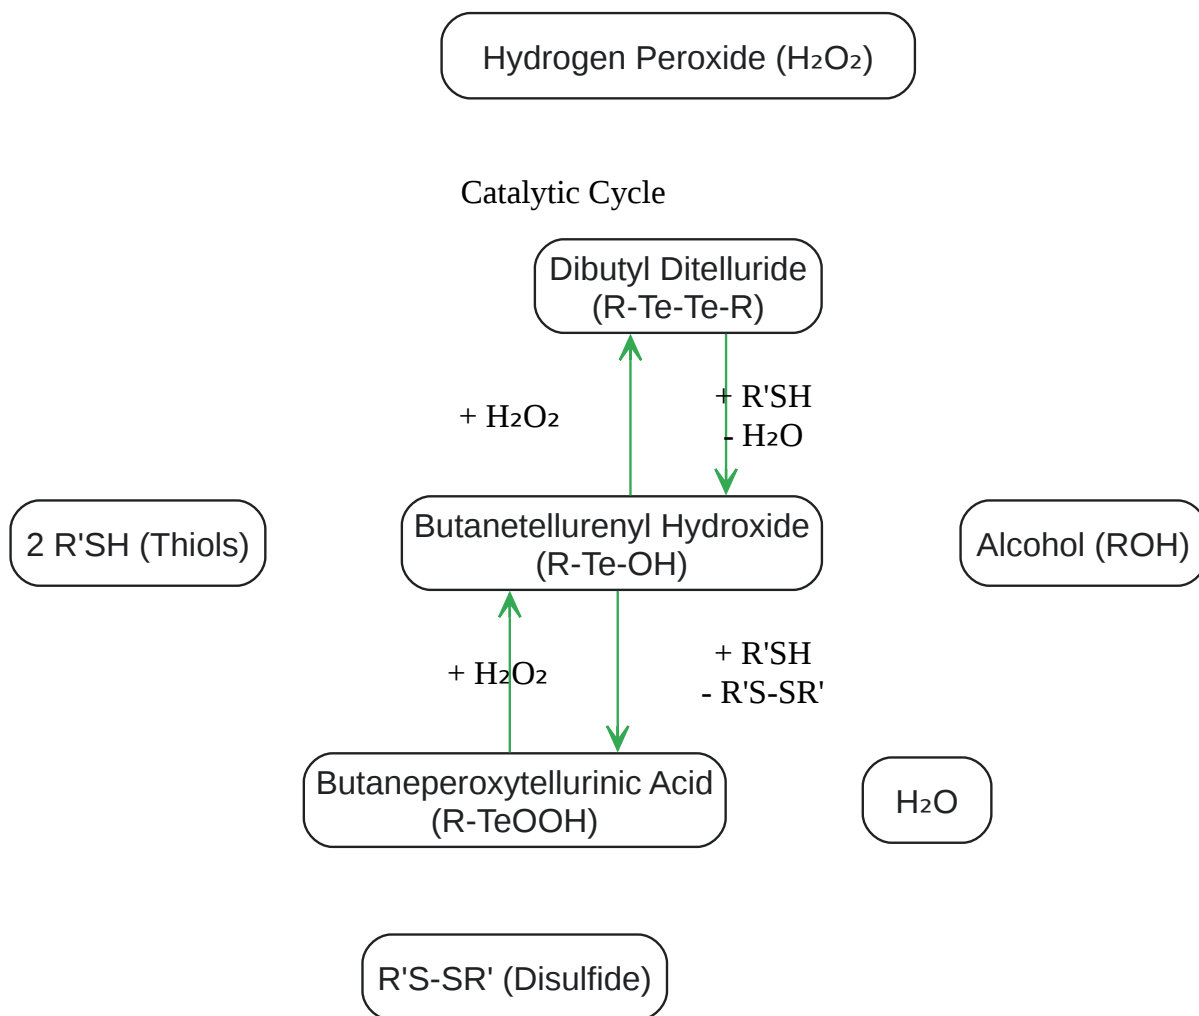 Hydrogen Peroxide (H₂O₂)
Catalytic Cycle
Dibutyl Ditelluride
(R-Te-Te-R)
+ H₂O₂
+ R'SH
- H₂O
2 R'SH (Thiols)
Butanetellurenyl Hydroxide
(R-Te-OH)
Alcohol (ROH)
+ H₂O₂
+ R'SH
- R'S-SR'
Butaneperoxytellurinic Acid
(R-TeOOH)
H₂O
R'S-SR' (Disulfide)